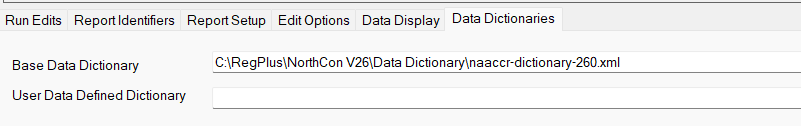 Run Edits Report Identifiers Report Setup Edit Options Data Display Data Dictionaries
Base Data Dictionary C:\RegPlus\NorthCon V26\Data Dictionary\naaccr-dictionary-260.xml
User Data Defined Dictionary